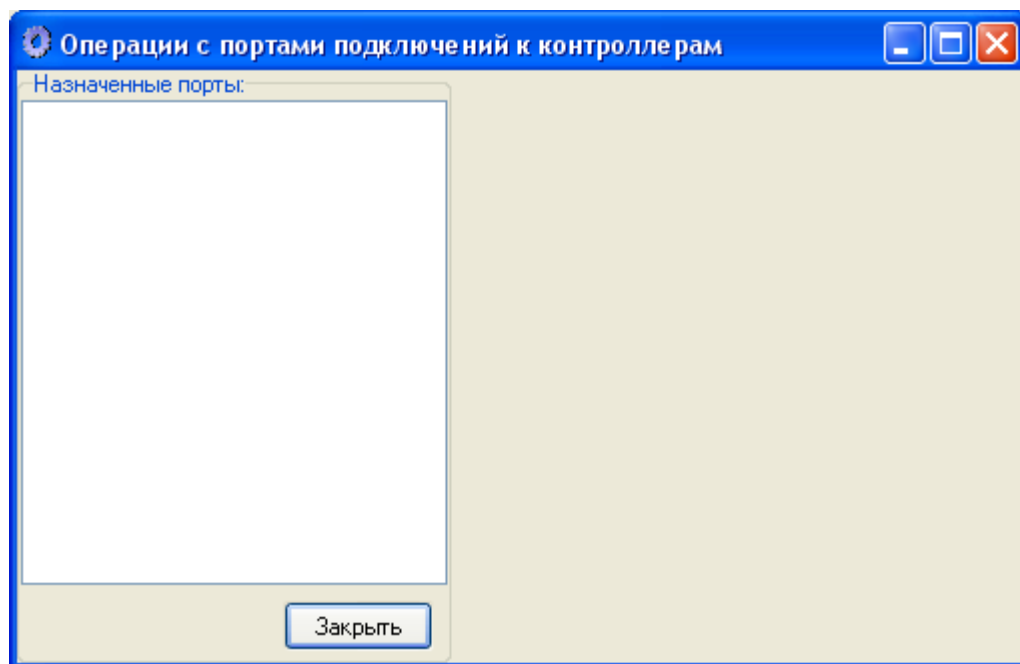 Операции с портами подключений к контроллерам
Назначенные порты:
Закрыть